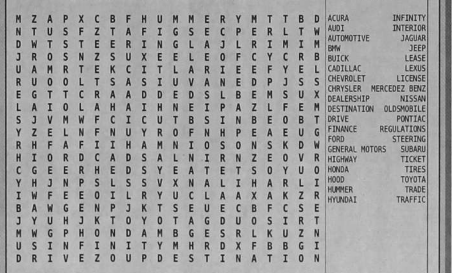 M Z A P X C B F H U M M E R Y M T T B D
N T U S F Z T A F I G S E C P E R L T W
D W T S T E E R I N G L A J L R I M I M
J R O S N Z S U X E L E O F C Y C R B
U A M R T E K C I T L A R I E E F Y E L
R U O O L T S A S I U V A N E D P J S S
E G T T C R A A D D E D S L B E M S U X
L A I O L A H A I H N E I P A Z L F E M
S J V M W F C I C U T B S I N B E O B T
Y Z E L N F N U Y R O F N H P E A E U G
R H F A F I I H A M N I O S O N S N K O
H I O R D C A D S A L N I R N Z E O V R
C G E E R H E D S Y E A T E T S O Y U O
Y H J N P S L S S V X N A L I H A R L I
I W F E E O I L R Y U C L A A X A K Z R
B A W G E N P J K T S E U E C B F C S E
J Y U H J K T O Y O T A G D U O S I R T
M W G P H O N D A M B G E S R L K U Z N
U S I N F I N I T Y M H R D X F B B G I
D R I V E Z O U P D E S T I N A T I O N
ACURA INFINITY
AUDI INTERIOR
AUTOMOTIVE JAGUAR
BMW JEEP
BUICK LEASE
CADILLAC LEXUS
CHEVROLET LICENSE
CHRYSLER MERCEDEZ BENZ
DEALERSHIP NISSAN
DESTINATION OLDSMOBILE
DRIVE PONTIAC
FINANCE REGULATIONS
FORD STEERING
GENERAL MOTORS SUBARU
HIGHWAY TICKET
HONDA TIRES
HOOD TOYOTA
HUMMER TRADE
HYUNDAI TRAFFIC